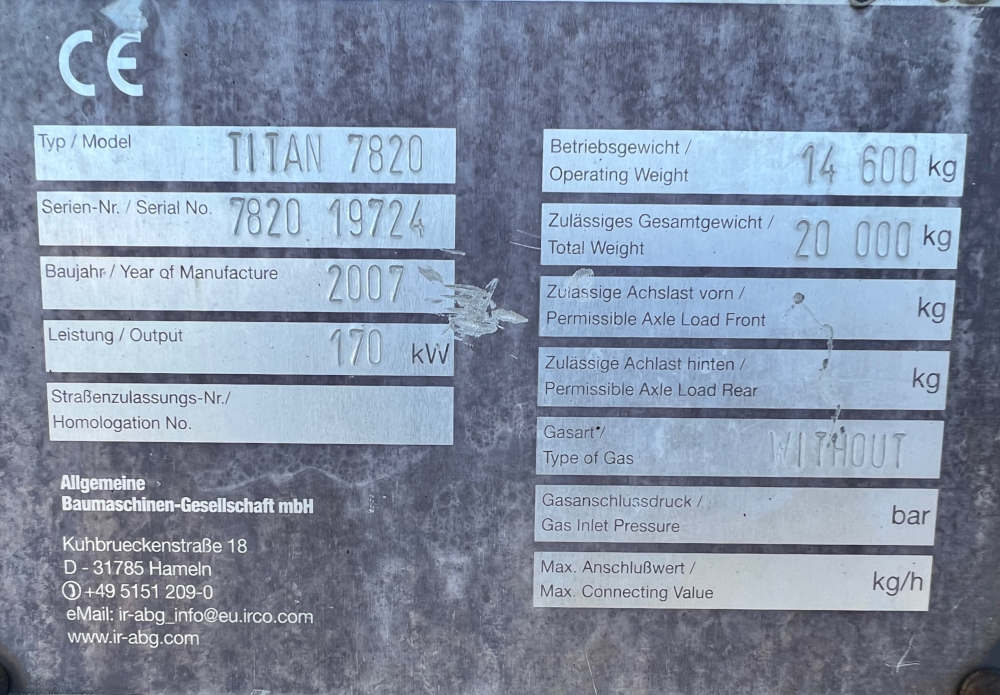 CE
Typ / Model TITAN 7820
Serien-Nr. / Serial No. 7820 19724
Baujahr / Year of Manufacture 2007
Leistung / Output 170 kW
Straßenzulassungs-Nr./
Homologation No.
Allgemeine
Baumaschinen-Gesellschaft mbH
Kuhbrueckenstraße 18
D - 31785 Hameln
+49 5151 209-0
eMail: ir-abg_info@eu.irco.com
www.ir-abg.com
Betriebsgewicht /
Operating Weight 14 600 kg
Zulässiges Gesamtgewicht /
Total Weight 20 000 kg
Zulässige Achslast vorn /
Permissible Axle Load Front kg
Zulässige Achlast hinten /
Permissible Axle Load Rear kg
Gasart /
Type of Gas WITHOUT
Gasanschlussdruck /
Gas Inlet Pressure bar
Max. Anschlußwert /
Max. Connecting Value kg/h